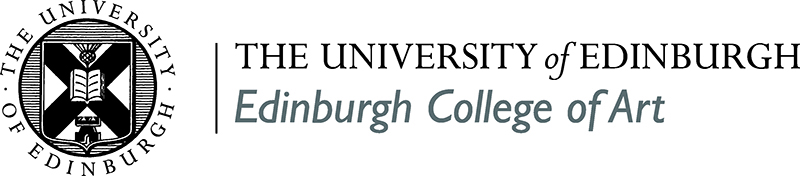 THE UNIVERSITY
OF EDINBURGH
THE UNIVERSITY of EDINBURGH
Edinburgh College of Art